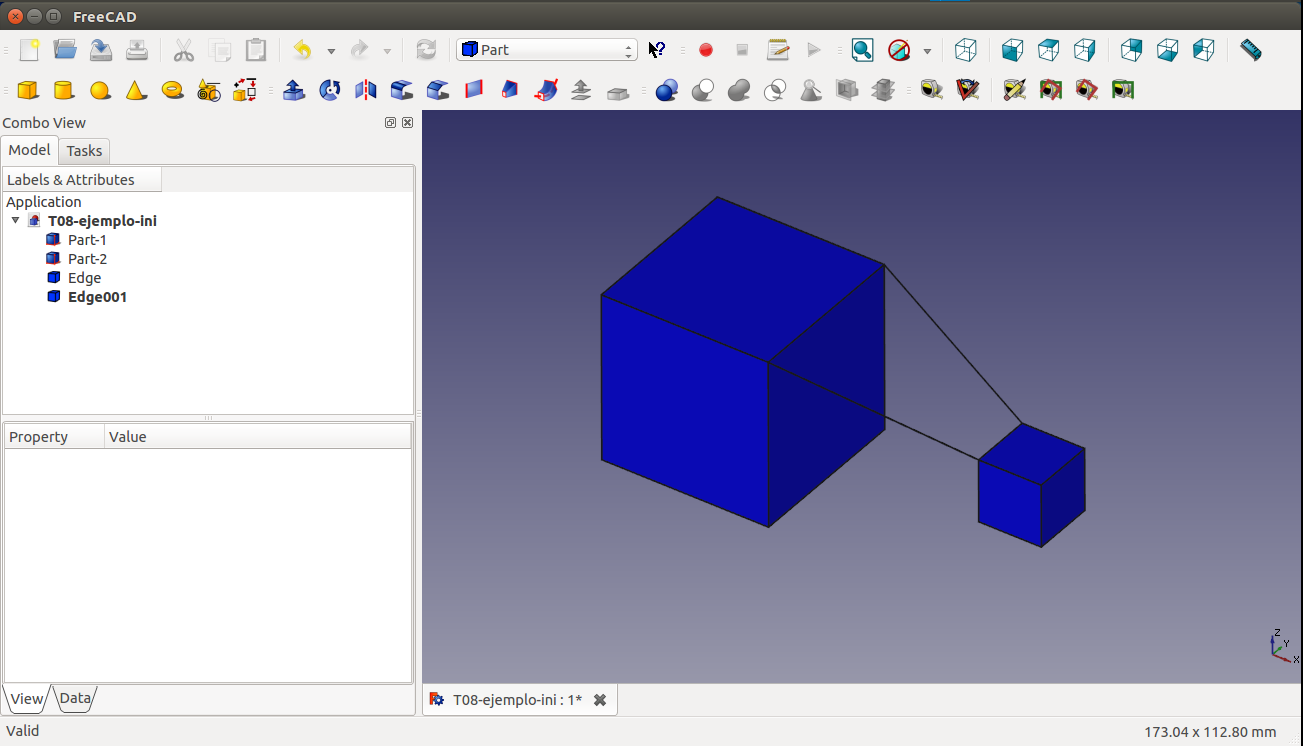 FreeCAD
Part
Combo View
Model
Tasks
Labels & Attributes
Application
T08-ejemplo-ini
Part-1
Part-2
Edge
Edge001
Property
Value
View
Data
Z
Y
X
T08-ejemplo-ini : 1*
Valid
173.04 x 112.80 mm